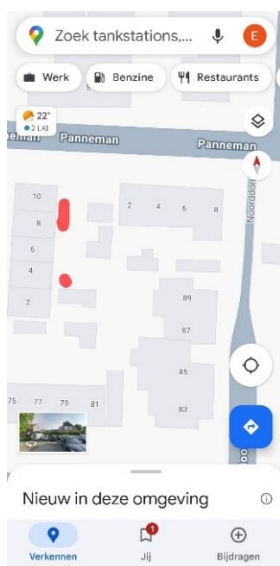 Zoek tankstations,...
E
Werk
Benzine
Restaurants
22°
2 LKI
Panneman
Panneman
10
8
6
4
2
2
4
6
8
89
87
85
83
75
77
79
81
Nieuw in deze omgeving
1
Verkennen
Jij
Bijdragen